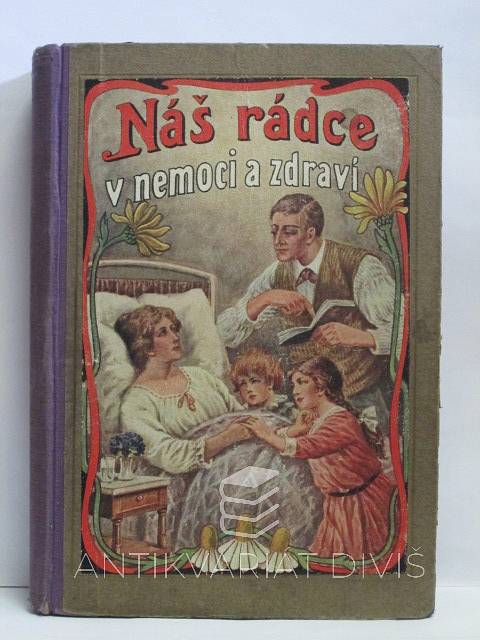 Náš rádce
v nemoci a zdraví
ANTIKVARIÁT DIVIŠ